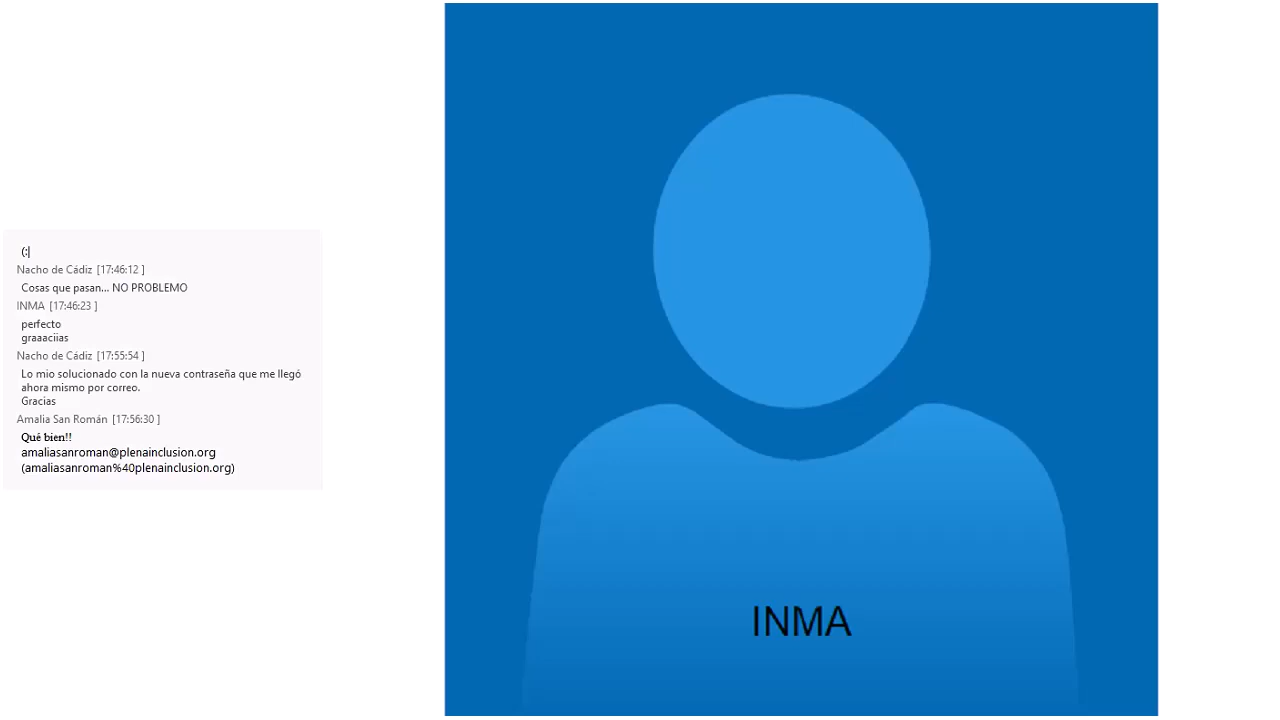 (:|
Nacho de Cádiz [17:46:12 ]
Cosas que pasan... NO PROBLEMO
INMA [17:46:23 ]
perfecto
graaaciias
Nacho de Cádiz [17:55:54 ]
Lo mio solucionado con la nueva contraseña que me llegó
ahora mismo por correo.
Gracias
Amalia San Román [17:56:30 ]
Qué bien!!
amaliasanroman@plenainclusion.org
(amaliasanroman%40plenainclusion.org)
INMA